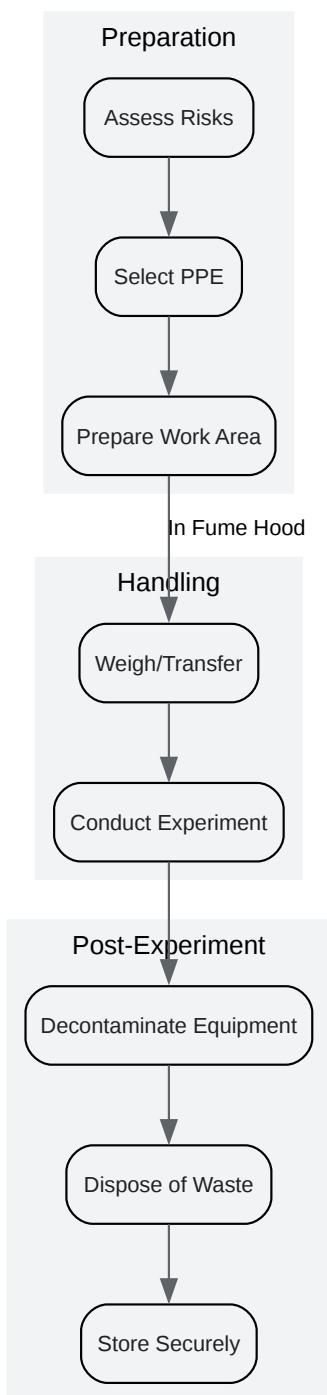 Preparation
Assess Risks
Select PPE
Prepare Work Area
In Fume Hood
Handling
Weigh/Transfer
Conduct Experiment
Post-Experiment
Decontaminate Equipment
Dispose of Waste
Store Securely